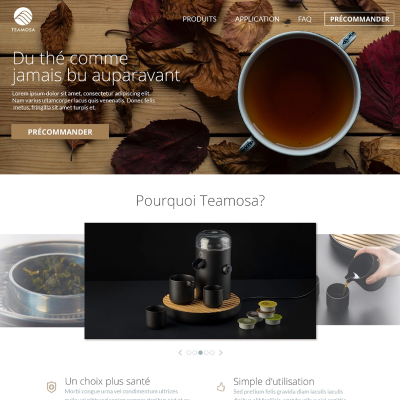 TEAMOSA
PRODUITS
APPLICATION
FAQ
PRÉCOMMANDER
Du thé comme
jamais bu auparavant
Lorem ipsum dolor sit amet, consectetur adipiscing elit.
Nam varius ullamcorper lacus quis venenatis. Donec felis
metus, fringilla sit amet turpis et.
PRÉCOMMANDER
Pourquoi Teamosa?
Un choix plus santé
Morbi congue urna vel condimentum ultrices
Simple d'utilisation
Sed pretium felis gravida diam iaculis iaculis